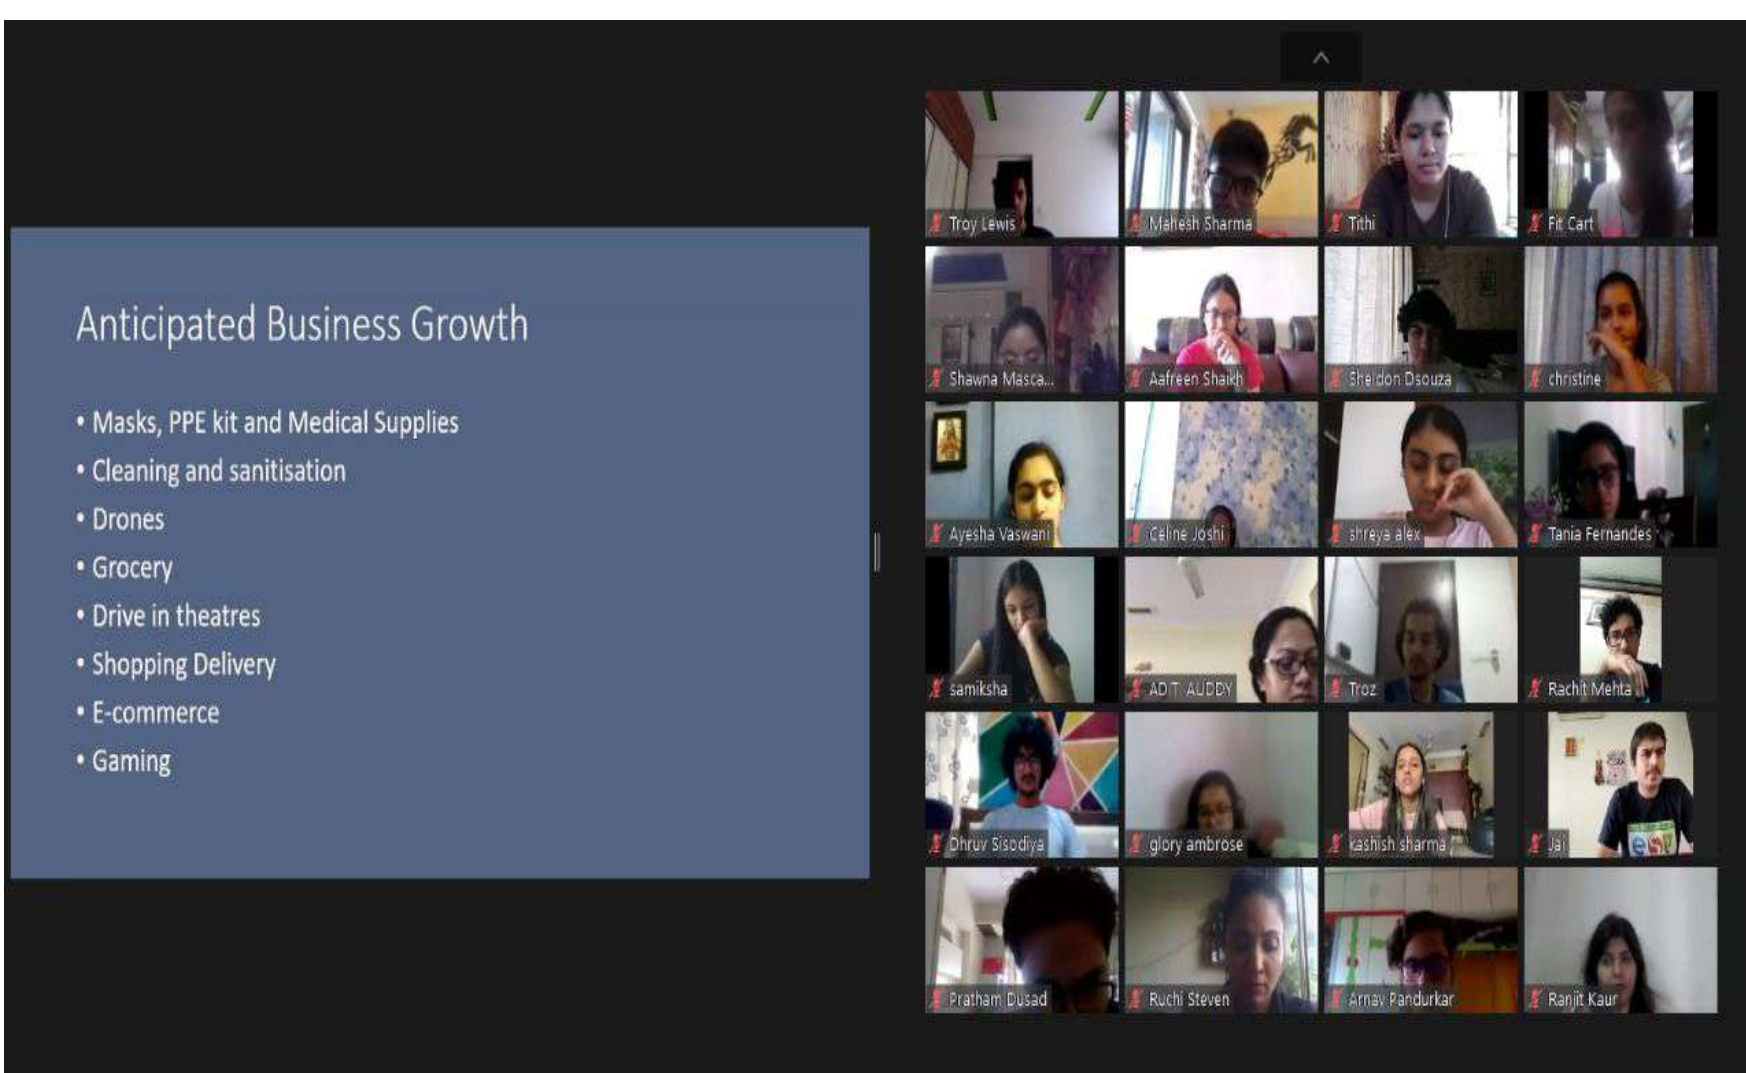 Anticipated Business Growth
• Masks, PPE kit and Medical Supplies
• Cleaning and sanitisation
• Drones
• Grocery
• Drive in theatres
• Shopping Delivery
• E-commerce
• Gaming
Troy Lewis
Mahesh Sharma
Tithi
Fit Cart
Shawna Masca...
Aafreen Shaikh
Sheldon Dsouza
christine
Ayesha Vaswani
Celine Joshi
shreya alex
Tania Fernandes
samiksha
ADITI AUDDY
Troz
Rachit Mehta
Dhruv Sisodiya
glory ambrose
kashish sharma
Jai
Pratham Dusad
Ruchi Steven
Arnav Pandurkar
Ranjit Kaur